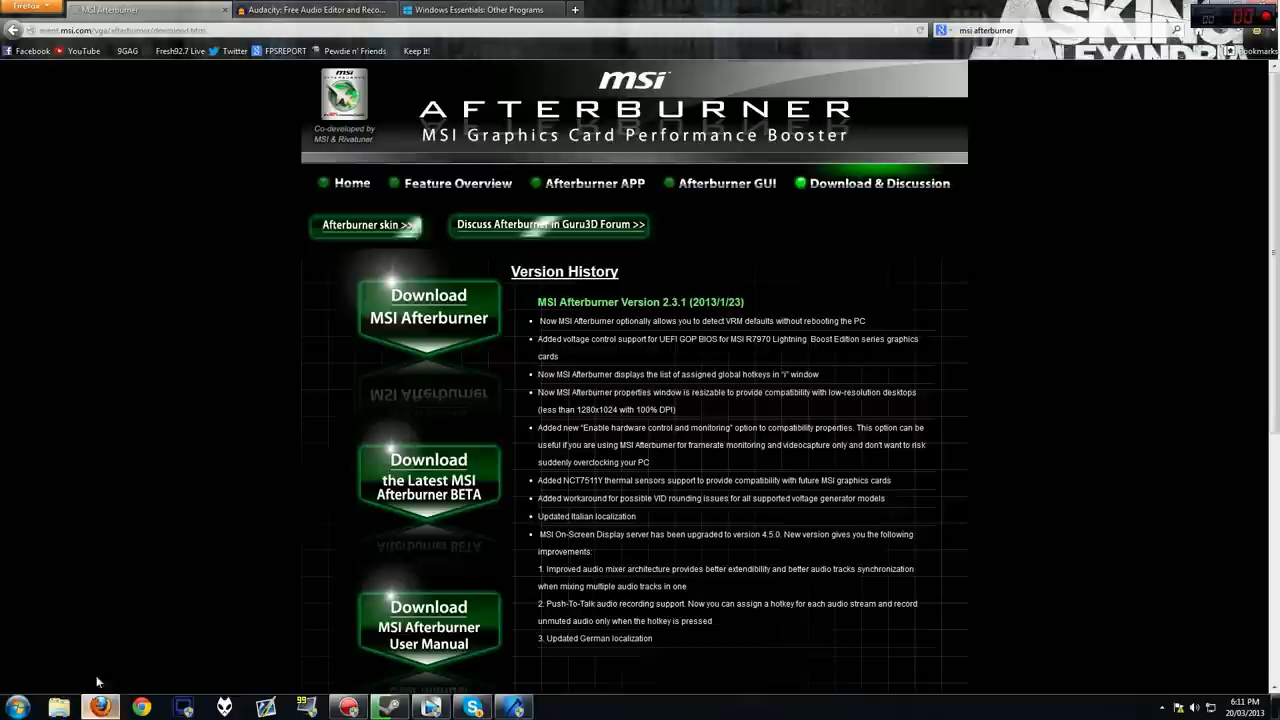 Firefox
MSI Afterburner
Audacity: Free Audio Editor and Reco...
Windows Essentials: Other Programs
event.msi.com/vga/afterburner/download.htm
msi afterburner
ASKING
ALEXANDRIA
00
Facebook
YouTube
9GAG
Fresh92.7 Live
Twitter
FPSREPORT
Pewdie n' Friends
Keep It!
Bookmarks
msi
AFTERBURNER
MSI Graphics Card Performance Booster
Co-developed by
MSI & Rivatuner
Home
Feature Overview
Afterburner APP
Afterburner GUI
Download & Discussion
Afterburner skin >>
Discuss Afterburner in Guru3D Forum >>
Version History
Download
MSI Afterburner
MSI Afterburner Version 2.3.1 (2013/1/23)
Now MSI Afterburner optionally allows you to detect VRM defaults without rebooting the PC
Added voltage control support for UEFI GOP BIOS for MSI R7970 Lightning Boost Edition series graphics
cards
Now MSI Afterburner displays the list of assigned global hotkeys in "i" window
Now MSI Afterburner properties window is resizable to provide compatibility with low-resolution desktops
(less than 1280x1024 with 100% DPI)
Added new "Enable hardware control and monitoring" option to compatibility properties. This option can be
useful if you are using MSI Afterburner for framerate monitoring and videocapture only and don't want to risk
suddenly overclocking your PC
Added NCT7511Y thermal sensors support to provide compatibility with future MSI graphics cards
Added workaround for possible VID rounding issues for all supported voltage generator models
Updated Italian localization
MSI On-Screen Display server has been upgraded to version 4.5.0. New version gives you the following
improvements:
1. Improved audio mixer architecture provides better extendibility and better audio tracks synchronization
when mixing multiple audio tracks in one
2. Push-To-Talk audio recording support. Now you can assign a hotkey for each audio stream and record
unmuted audio only when the hotkey is pressed
3. Updated German localization
Download
the Latest MSI
Afterburner BETA
Download
MSI Afterburner
User Manual
99
6:11 PM
20/03/2013